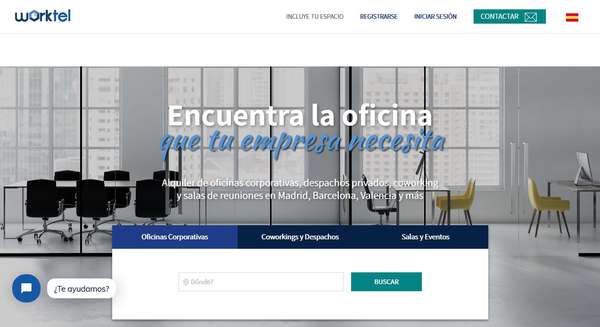 worktel
INCLUYE TU ESPACIO
REGISTRARSE
INICIAR SESIÓN
CONTACTAR
Encuentra la oficina
que tu empresa necesita
Alquiler de oficinas corporativas, despachos privados, coworking
y salas de reuniones en Madrid, Barcelona, Valencia y más
Oficinas Corporativas
Coworkings y Despachos
Salas y Eventos
@ Dónde?
BUSCAR
¿Te ayudamos?